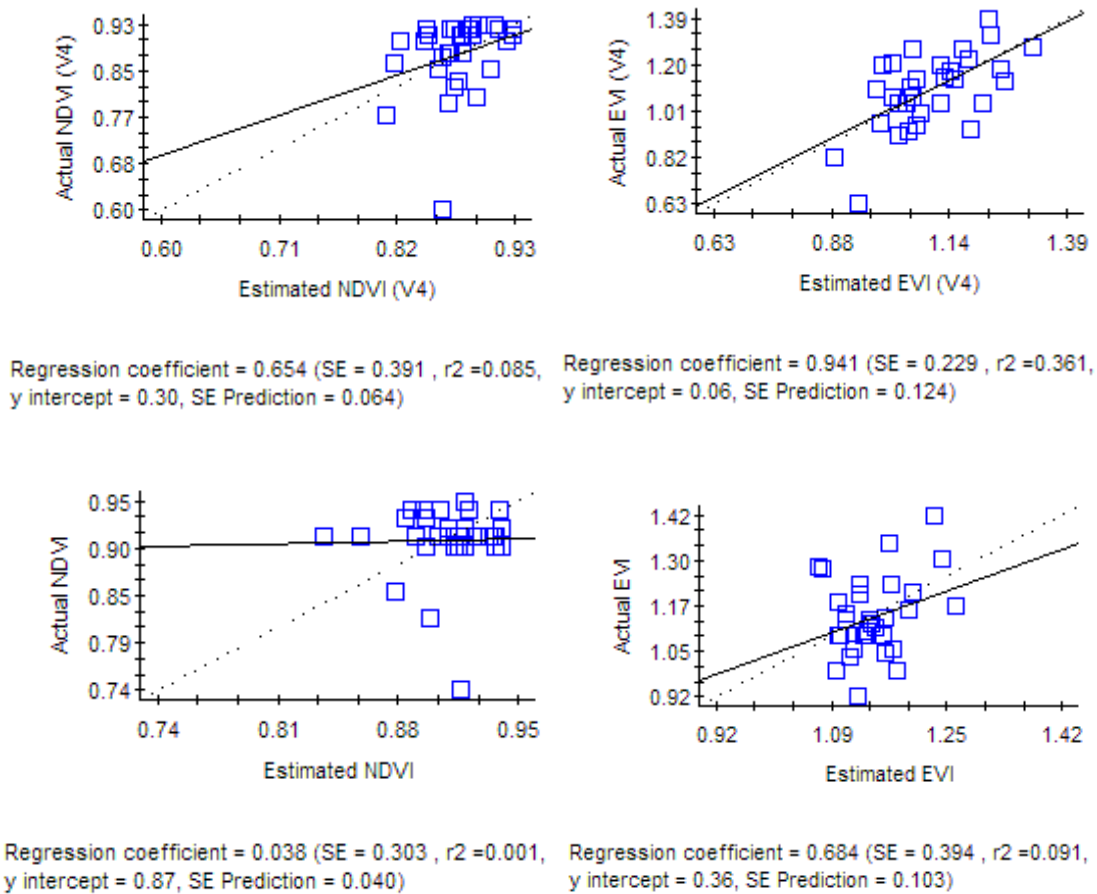 0.93
0.85
0.77
0.68
0.60
Actual NDVI (V4)
0.60 0.71 0.82 0.93
Estimated NDVI (V4)
1.39
1.20
1.01
0.82
0.63
Actual EVI (V4)
0.63 0.88 1.14 1.39
Estimated EVI (V4)
Regression coefficient = 0.654 (SE = 0.391 , r2 =0.085,
y intercept = 0.30, SE Prediction = 0.064)
Regression coefficient = 0.941 (SE = 0.229 , r2 =0.361,
y intercept = 0.06, SE Prediction = 0.124)
0.95
0.90
0.85
0.79
0.74
Actual NDVI
0.74 0.81 0.88 0.95
Estimated NDVI
1.42
1.30
1.17
1.05
0.92
Actual EVI
0.92 1.09 1.25 1.42
Estimated EVI
Regression coefficient = 0.038 (SE = 0.303 , r2 =0.001,
y intercept = 0.87, SE Prediction = 0.040)
Regression coefficient = 0.684 (SE = 0.394 , r2 =0.091,
y intercept = 0.36, SE Prediction = 0.103)